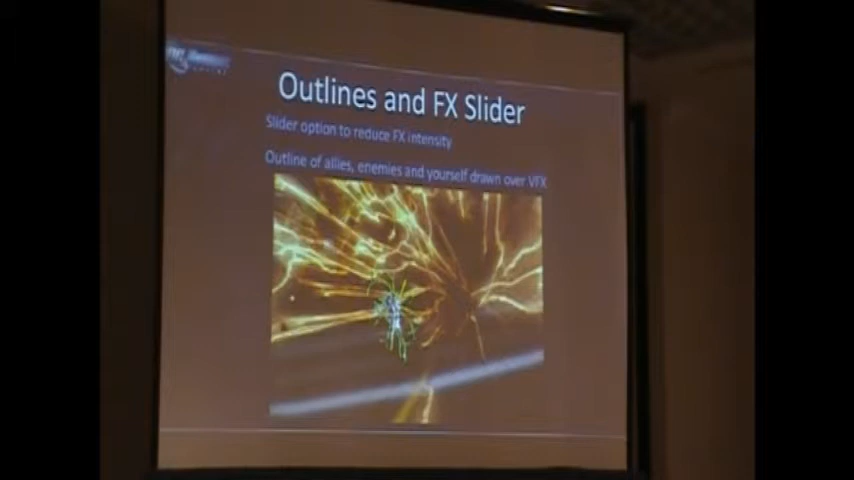 Outlines and FX Slider
Slider option to reduce FX intensity
Outline of allies, enemies and yourself drawn over VFX